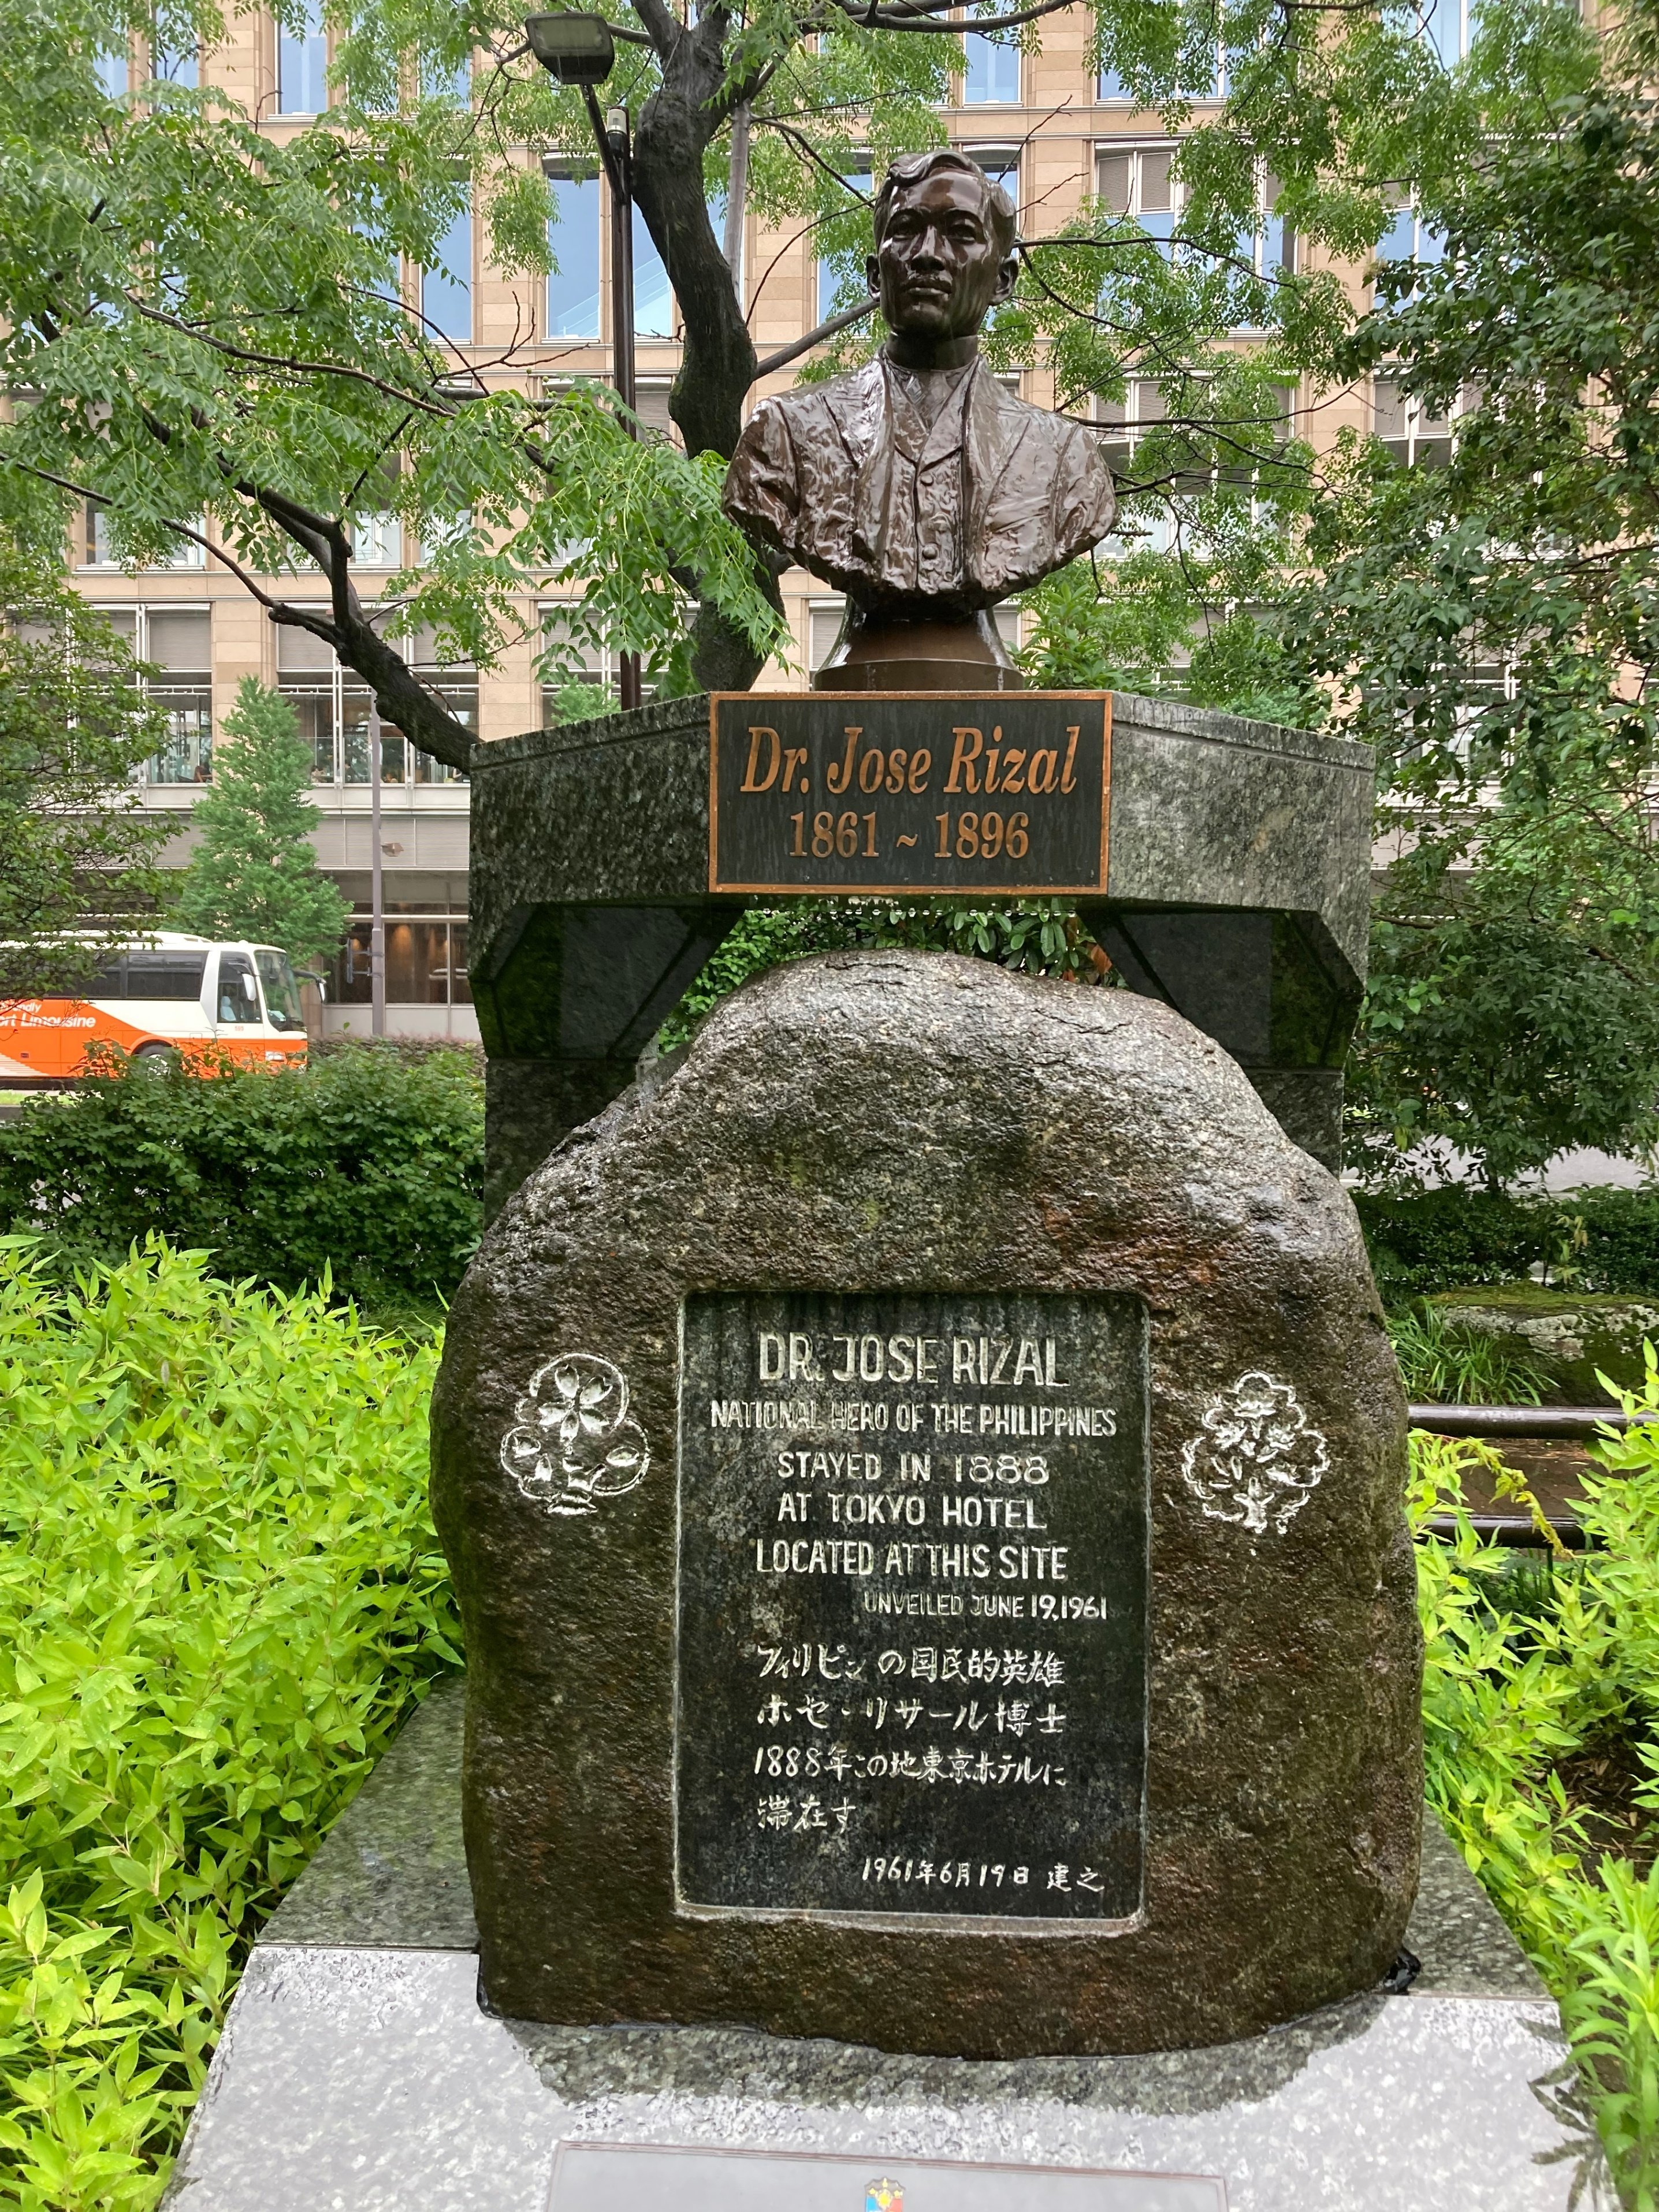 Dr. Jose Rizal
1861 ~ 1896
DR. JOSE RIZAL
NATIONAL HERO OF THE PHILIPPINES
STAYED IN 1888
AT TOKYO HOTEL
LOCATED AT THIS SITE
UNVEILED JUNE 19, 1961
フィリピンの国民的英雄
ホセ・リサール博士
1888年この地東京ホテルに
滞在す
1961年6月19日 建之
Limousine